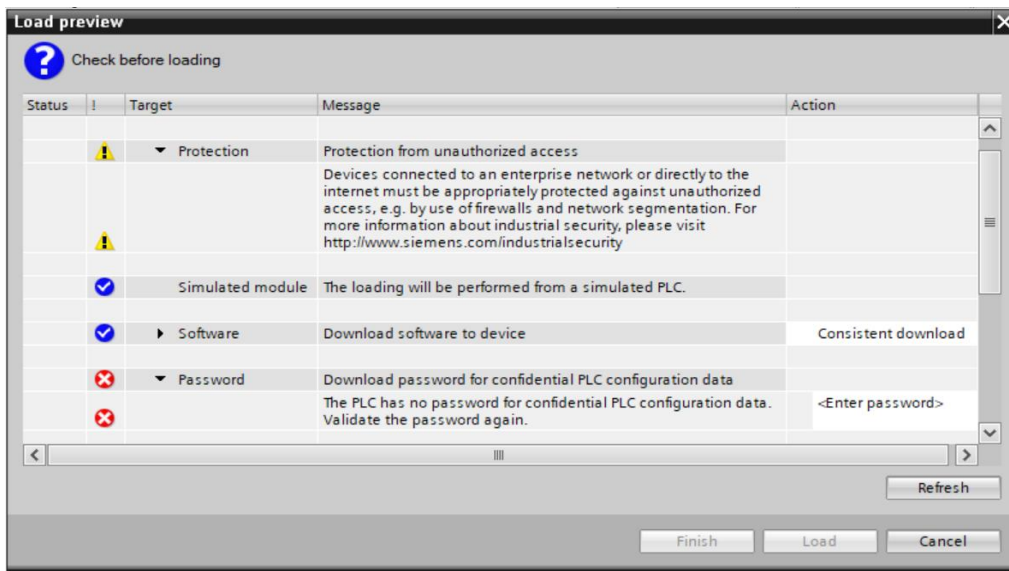 Load preview
Check before loading
Status ! Target Message Action
Protection Protection from unauthorized access
Devices connected to an enterprise network or directly to the
internet must be appropriately protected against unauthorized
access, e.g. by use of firewalls and network segmentation. For
more information about industrial security, please visit
http://www.siemens.com/industrialsecurity
Simulated module The loading will be performed from a simulated PLC.
Software Download software to device Consistent download
Password Download password for confidential PLC configuration data
The PLC has no password for confidential PLC configuration data. <Enter password>
Validate the password again.
Refresh
Finish Load Cancel